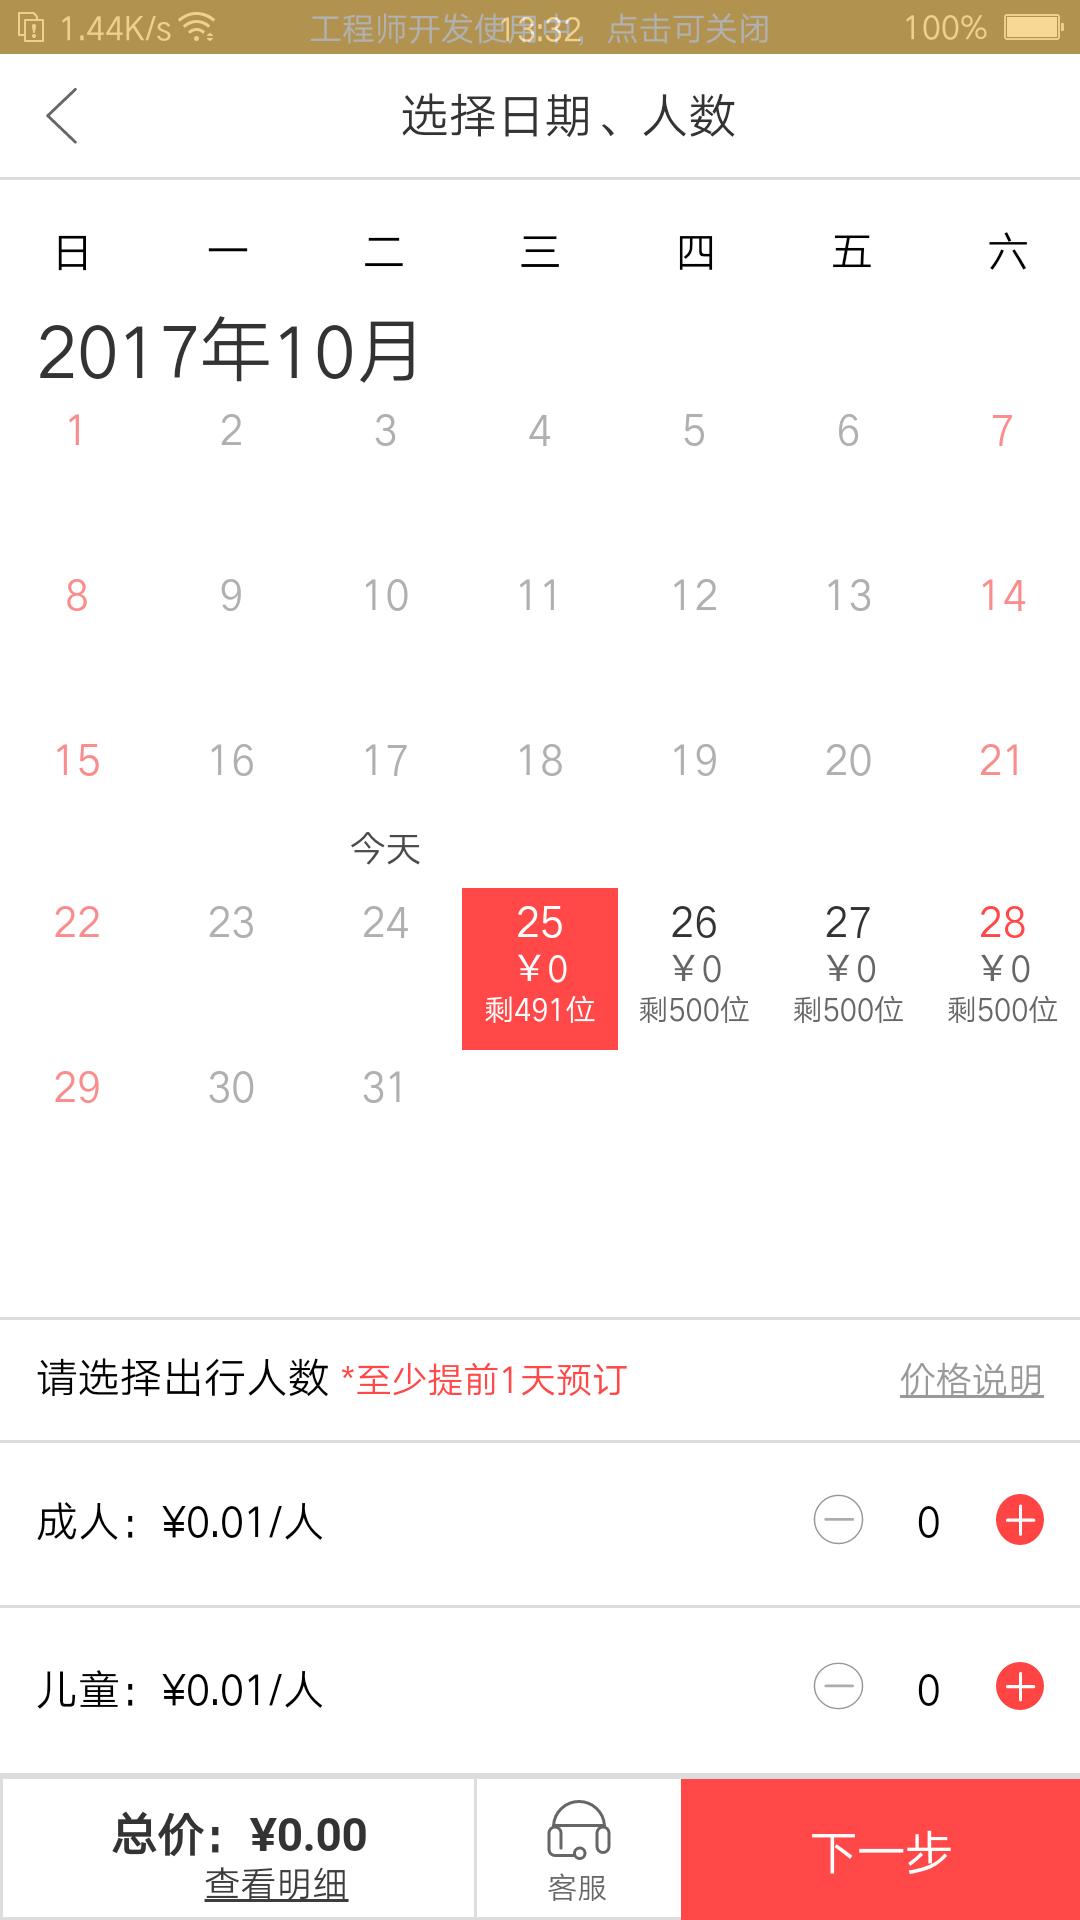 1.44K/s 工程师开发使用中，点击可关闭 13:32 100%
选择日期、人数
日 一 二 三 四 五 六
2017年10月
1 2 3 4 5 6 7
8 9 10 11 12 13 14
15 16 17 18 19 20 21
今天
22 23 24 25 26 27 28
￥0 ￥0 ￥0 ￥0
剩491位 剩500位 剩500位 剩500位
29 30 31
请选择出行人数 *至少提前1天预订 价格说明
成人：¥0.01/人 0
儿童：¥0.01/人 0
总价：¥0.00
查看明细
客服
下一步